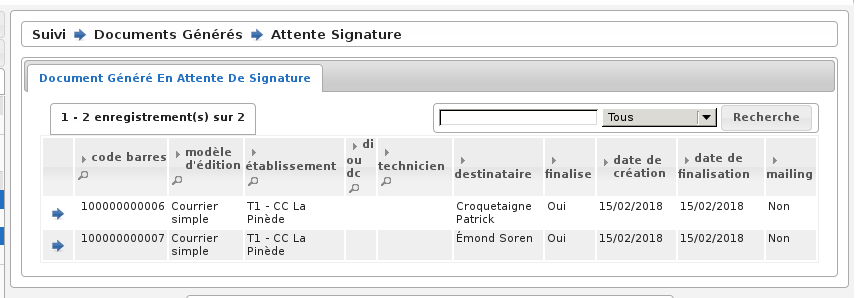 Suivi Documents Générés Attente Signature
Document Généré En Attente De Signature
1 - 2 enregistrement(s) sur 2
Tous Recherche
code barres modèle d'édition établissement di ou dc technicien destinataire finalise date de création date de finalisation mailing
100000000006 Courrier simple T1 - CC La Pinède Croquetaigne Patrick Oui 15/02/2018 15/02/2018 Non
100000000007 Courrier simple T1 - CC La Pinède Émond Soren Oui 15/02/2018 15/02/2018 Non